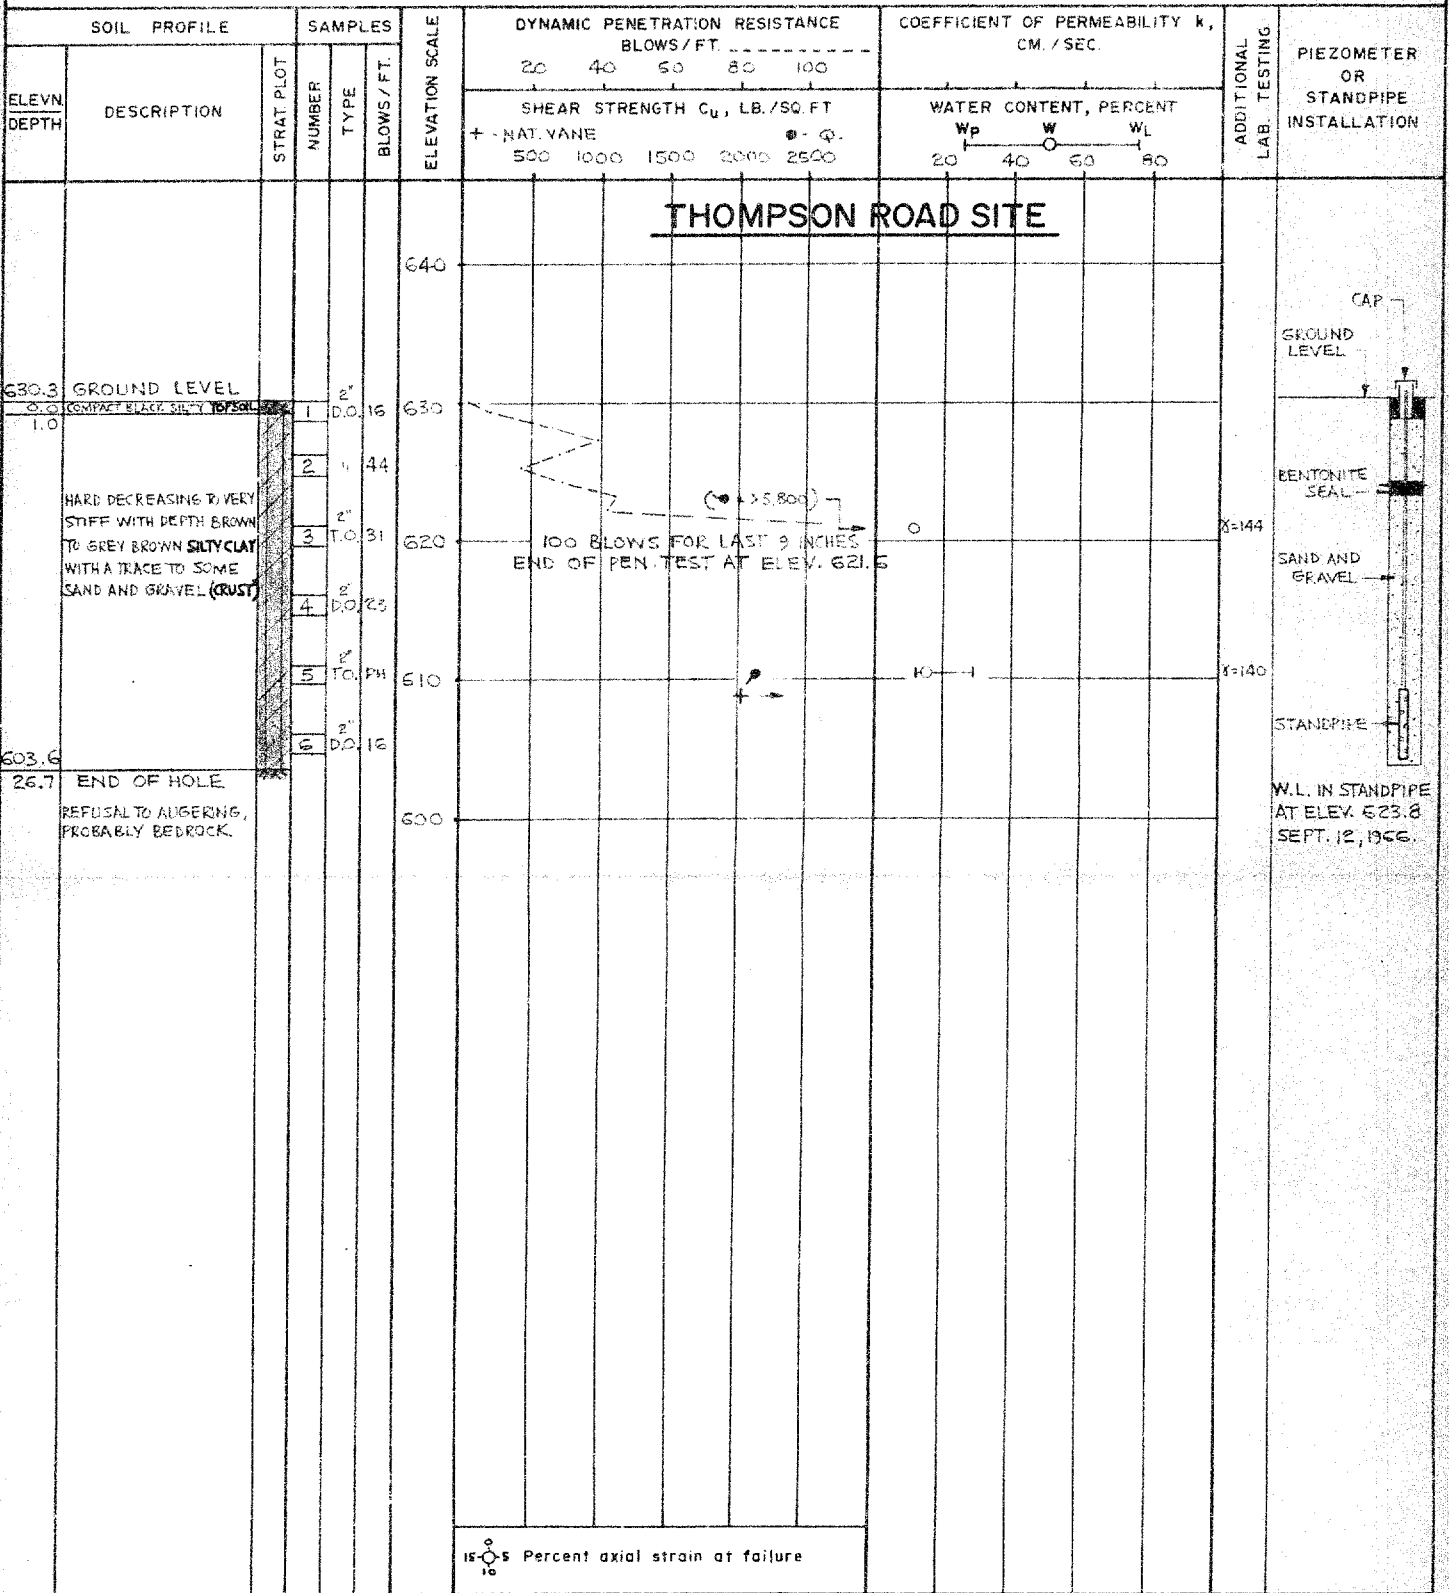 SOIL PROFILE
SAMPLES
ELEVATION SCALE
DYNAMIC PENETRATION RESISTANCE
BLOWS/FT.
20 40 60 80 100
COEFFICIENT OF PERMEABILITY k,
CM./SEC.
ADDITIONAL
LAB. TESTING
PIEZOMETER
OR
STANDPIPE
INSTALLATION
ELEVN.
DEPTH
DESCRIPTION
STRAT PLOT
NUMBER
TYPE
BLOWS/FT.
SHEAR STRENGTH Cu, LB./SQ.FT
+ - NAT. VANE ● - Q.
500 1000 1500 2000 2500
WATER CONTENT, PERCENT
Wp W WL
20 40 60 80
THOMPSON ROAD SITE
640
CAP
GROUND
LEVEL
630.3 GROUND LEVEL
0.0 COMPACT BLACK SILTY TOPSOIL
1.0
1 2" D.O. 16
630
2 " 44
HARD DECREASING TO VERY
STIFF WITH DEPTH BROWN
TO GREY BROWN SILTY CLAY
WITH A TRACE TO SOME
SAND AND GRAVEL (CRUST)
3 2" T.O. 31
620
>5,800)
100 BLOWS FOR LAST 9 INCHES
END OF PEN. TEST AT ELEV. 621.5
γ=144
BENTONITE
SEAL
SAND AND
GRAVEL
4 2" D.O. 23
5 2" T.O. PH
610
γ=140
STANDPIPE
6 2" D.O. 16
603.6
26.7 END OF HOLE
REFUSAL TO AUGERING,
PROBABLY BEDROCK.
600
W.L. IN STANDPIPE
AT ELEV. 623.8
SEPT. 12, 1966.
0
15 5 Percent axial strain at failure
10